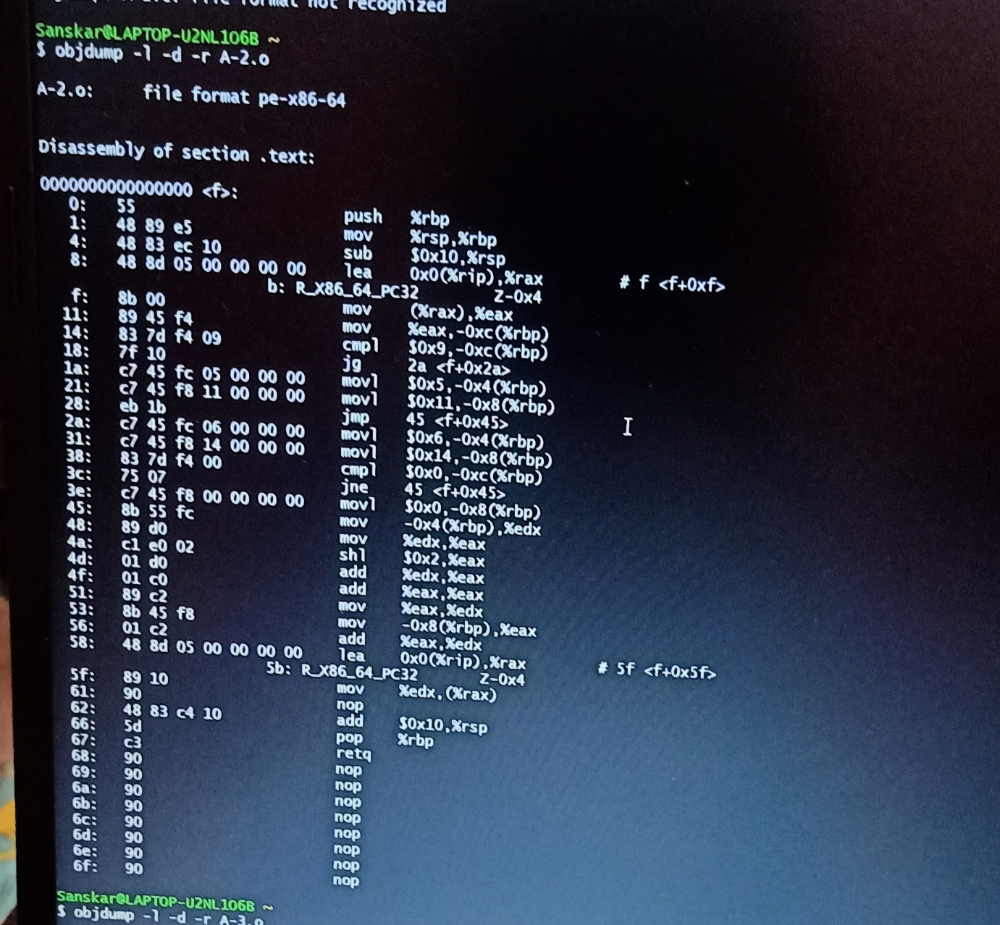 format not recognized
Sanskar@LAPTOP-U2NL1O6B ~
$ objdump -l -d -r A-2.o
A-2.o: file format pe-x86-64
Disassembly of section .text:
0000000000000000 <f>:
0: 55 push %rbp
1: 48 89 e5 mov %rsp,%rbp
4: 48 83 ec 10 sub $0x10,%rsp
8: 48 8d 05 00 00 00 00 lea 0x0(%rip),%rax # f <f+0xf>
b: R_X86_64_PC32 Z-0x4
f: 8b 00 mov (%rax),%eax
11: 89 45 f4 mov %eax,-0xc(%rbp)
14: 83 7d f4 09 cmpl $0x9,-0xc(%rbp)
18: 7f 10 jg 2a <f+0x2a>
1a: c7 45 fc 05 00 00 00 movl $0x5,-0x4(%rbp)
21: c7 45 f8 11 00 00 00 movl $0x11,-0x8(%rbp)
28: eb 1b jmp 45 <f+0x45>
2a: c7 45 fc 06 00 00 00 movl $0x6,-0x4(%rbp)
31: c7 45 f8 14 00 00 00 movl $0x14,-0x8(%rbp)
38: 83 7d f4 00 cmpl $0x0,-0xc(%rbp)
3c: 75 07 jne 45 <f+0x45>
3e: c7 45 f8 00 00 00 00 movl $0x0,-0x8(%rbp)
45: 8b 55 fc mov -0x4(%rbp),%edx
48: 89 d0 mov %edx,%eax
4a: c1 e0 02 shl $0x2,%eax
4d: 01 d0 add %edx,%eax
4f: 01 c0 add %eax,%eax
51: 89 c2 mov %eax,%edx
53: 8b 45 f8 mov -0x8(%rbp),%eax
56: 01 c2 add %eax,%edx
58: 48 8d 05 00 00 00 00 lea 0x0(%rip),%rax # 5f <f+0x5f>
5b: R_X86_64_PC32 Z-0x4
5f: 89 10 mov %edx,(%rax)
61: 90 nop
62: 48 83 c4 10 add $0x10,%rsp
66: 5d pop %rbp
67: c3 retq
68: 90 nop
69: 90 nop
6a: 90 nop
6b: 90 nop
6c: 90 nop
6d: 90 nop
6e: 90 nop
6f: 90 nop
Sanskar@LAPTOP-U2NL1O6B ~
$ objdump -l -d -r A-3.o